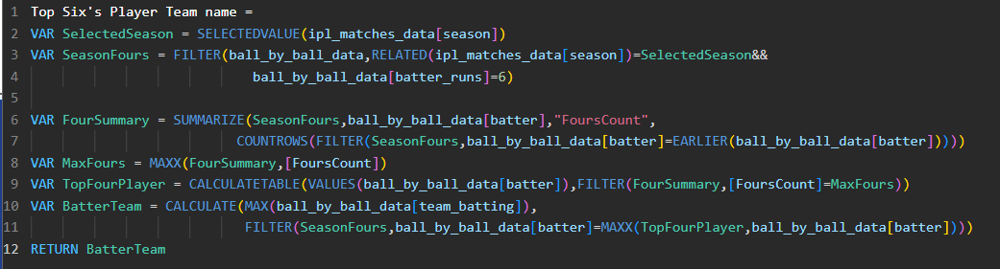 1 Top Six's Player Team name =
2 VAR SelectedSeason = SELECTEDVALUE(ipl_matches_data[season])
3 VAR SeasonFours = FILTER(ball_by_ball_data,RELATED(ipl_matches_data[season])=SelectedSeason&&
4 ball_by_ball_data[batter_runs]=6)
5
6 VAR FourSummary = SUMMARIZE(SeasonFours,ball_by_ball_data[batter],"FoursCount",
7 COUNTROWS(FILTER(SeasonFours,ball_by_ball_data[batter]=EARLIER(ball_by_ball_data[batter]))))
8 VAR MaxFours = MAXX(FourSummary,[FoursCount])
9 VAR TopFourPlayer = CALCULATETABLE(VALUES(ball_by_ball_data[batter]),FILTER(FourSummary,[FoursCount]=MaxFours))
10 VAR BatterTeam = CALCULATE(MAX(ball_by_ball_data[team_batting]),
11 FILTER(SeasonFours,ball_by_ball_data[batter]=MAXX(TopFourPlayer,ball_by_ball_data[batter])))
12 RETURN BatterTeam